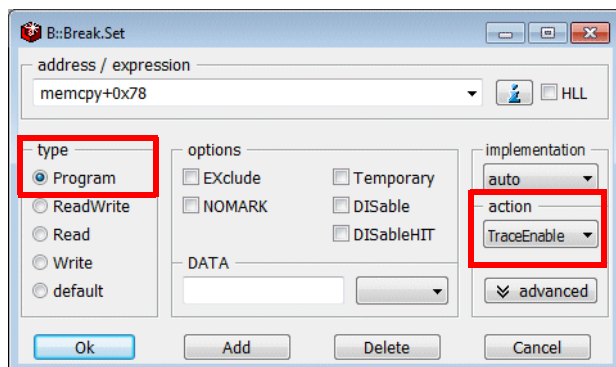 B::Break.Set
address / expression
memcpy+0x78
HLL
type
options
implementation
Program
EXclude
Temporary
auto
ReadWrite
NOMARK
DISable
action
Read
DISableHIT
TraceEnable
Write
DATA
default
advanced
Ok
Add
Delete
Cancel